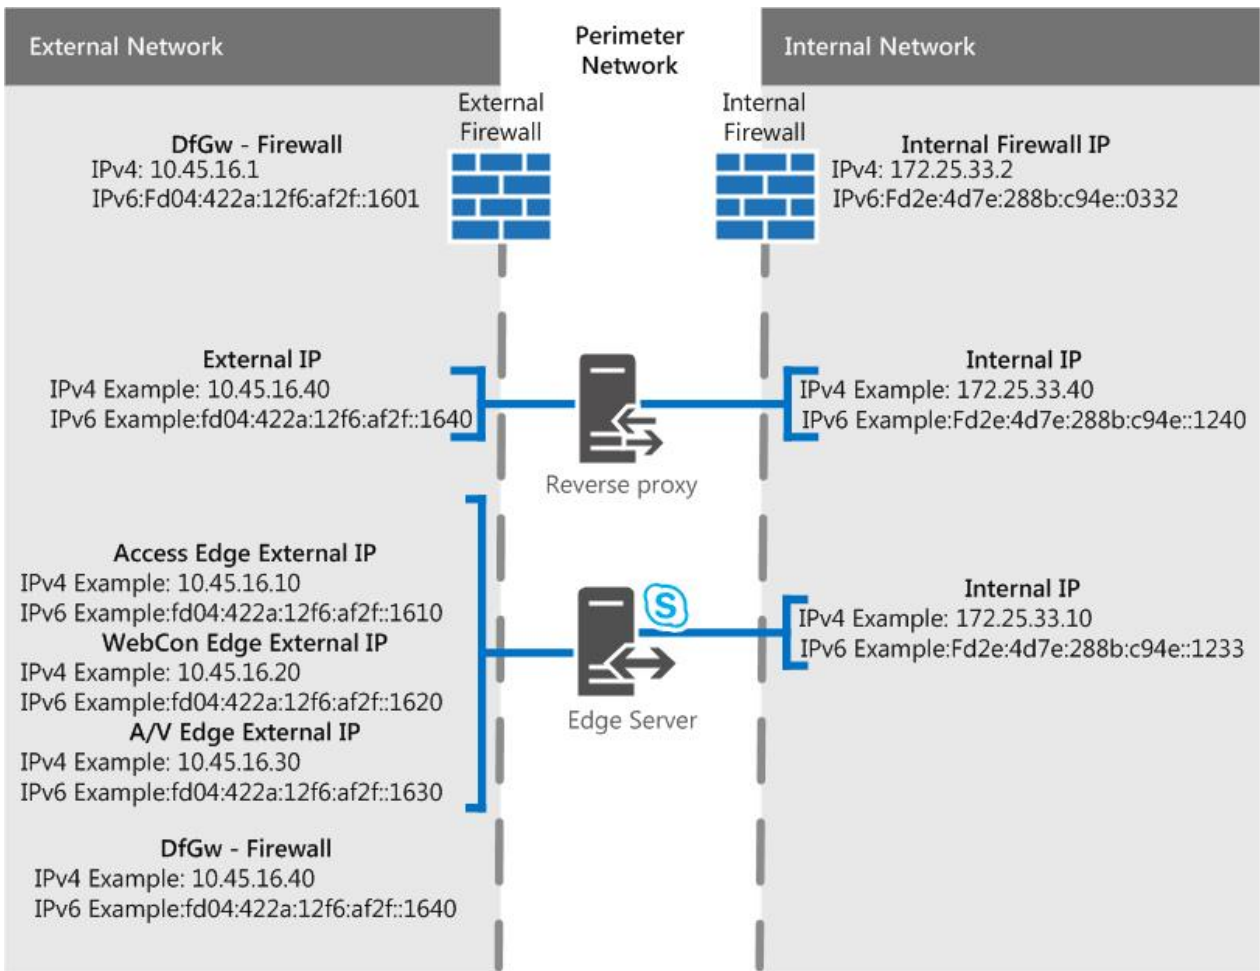 External Network
Perimeter
Network
Internal Network
External
Firewall
Internal
Firewall
DfGw - Firewall
IPv4: 10.45.16.1
IPv6:Fd04:422a:12f6:af2f::1601
Internal Firewall IP
IPv4: 172.25.33.2
IPv6:Fd2e:4d7e:288b:c94e::0332
External IP
IPv4 Example: 10.45.16.40
IPv6 Example:fd04:422a:12f6:af2f::1640
Internal IP
IPv4 Example: 172.25.33.40
IPv6 Example:Fd2e:4d7e:288b:c94e::1240
Reverse proxy
Access Edge External IP
IPv4 Example: 10.45.16.10
IPv6 Example:fd04:422a:12f6:af2f::1610
WebCon Edge External IP
IPv4 Example: 10.45.16.20
IPv6 Example:fd04:422a:12f6:af2f::1620
A/V Edge External IP
IPv4 Example: 10.45.16.30
IPv6 Example:fd04:422a:12f6:af2f::1630
S
Edge Server
Internal IP
IPv4 Example: 172.25.33.10
IPv6 Example:Fd2e:4d7e:288b:c94e::1233
DfGw - Firewall
IPv4 Example: 10.45.16.40
IPv6 Example:fd04:422a:12f6:af2f::1640